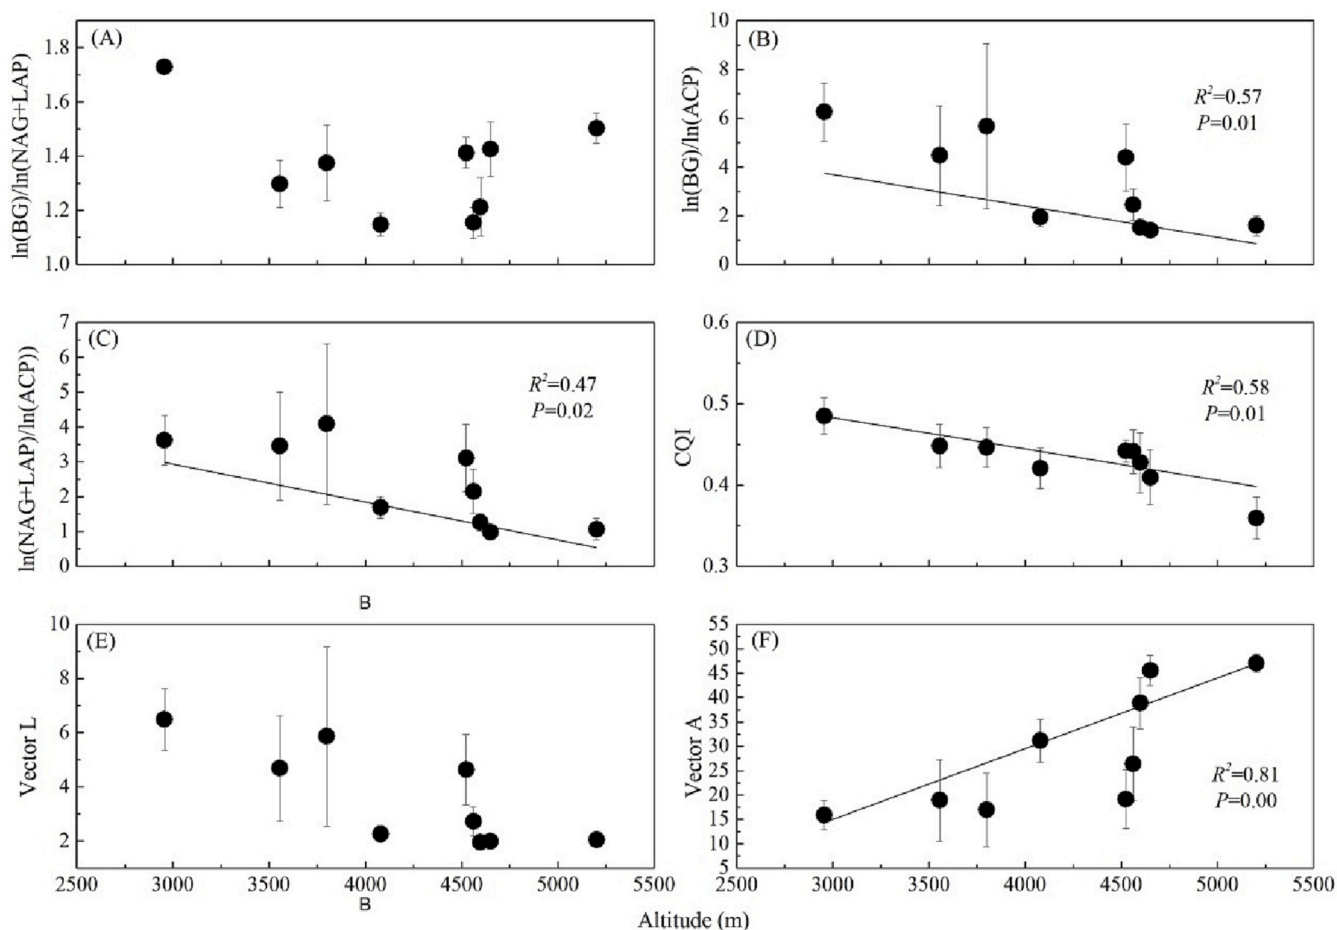 (A)
ln(BG)/ln(NAG+LAP)
1.8
1.6
1.4
1.2
1.0
(B)
ln(BG)/ln(ACP)
10
8
6
4
2
0
R²=0.57
P=0.01
(C)
ln(NAG+LAP)/ln(ACP))
7
6
5
4
3
2
1
0
R²=0.47
P=0.02
B
(D)
CQI
0.6
0.5
0.4
0.3
R²=0.58
P=0.01
(E)
Vector L
10
8
6
4
2
2500 3000 3500 4000 4500 5000 5500
B
(F)
Vector A
55
50
45
40
35
30
25
20
15
10
5
R²=0.81
P=0.00
2500 3000 3500 4000 4500 5000 5500
Altitude (m)